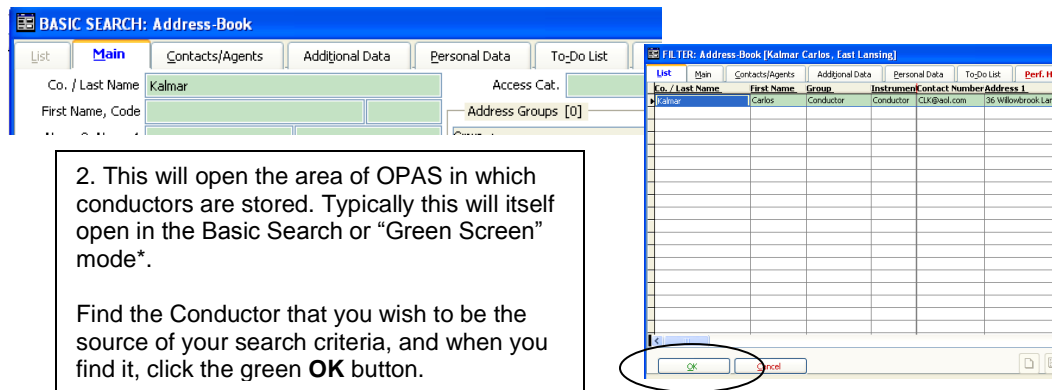 BASIC SEARCH: Address-Book
List Main Contacts/Agents Additional Data Personal Data To-Do List
Co. / Last Name Kalmar Access Cat.
First Name, Code Address Groups [0]
2. This will open the area of OPAS in which
conductors are stored. Typically this will itself
open in the Basic Search or “Green Screen”
mode*.
Find the Conductor that you wish to be the
source of your search criteria, and when you
find it, click the green OK button.
FILTER: Address-Book [Kalmar Carlos, East Lansing]
List Main Contacts/Agents Additional Data Personal Data To-Do List Perf. H
Co. / Last Name First Name Group Instrument Contact Number Address 1
Kalmar Carlos Conductor Conductor CLK@aol.com 36 Willowbrook Lan
OK Cancel